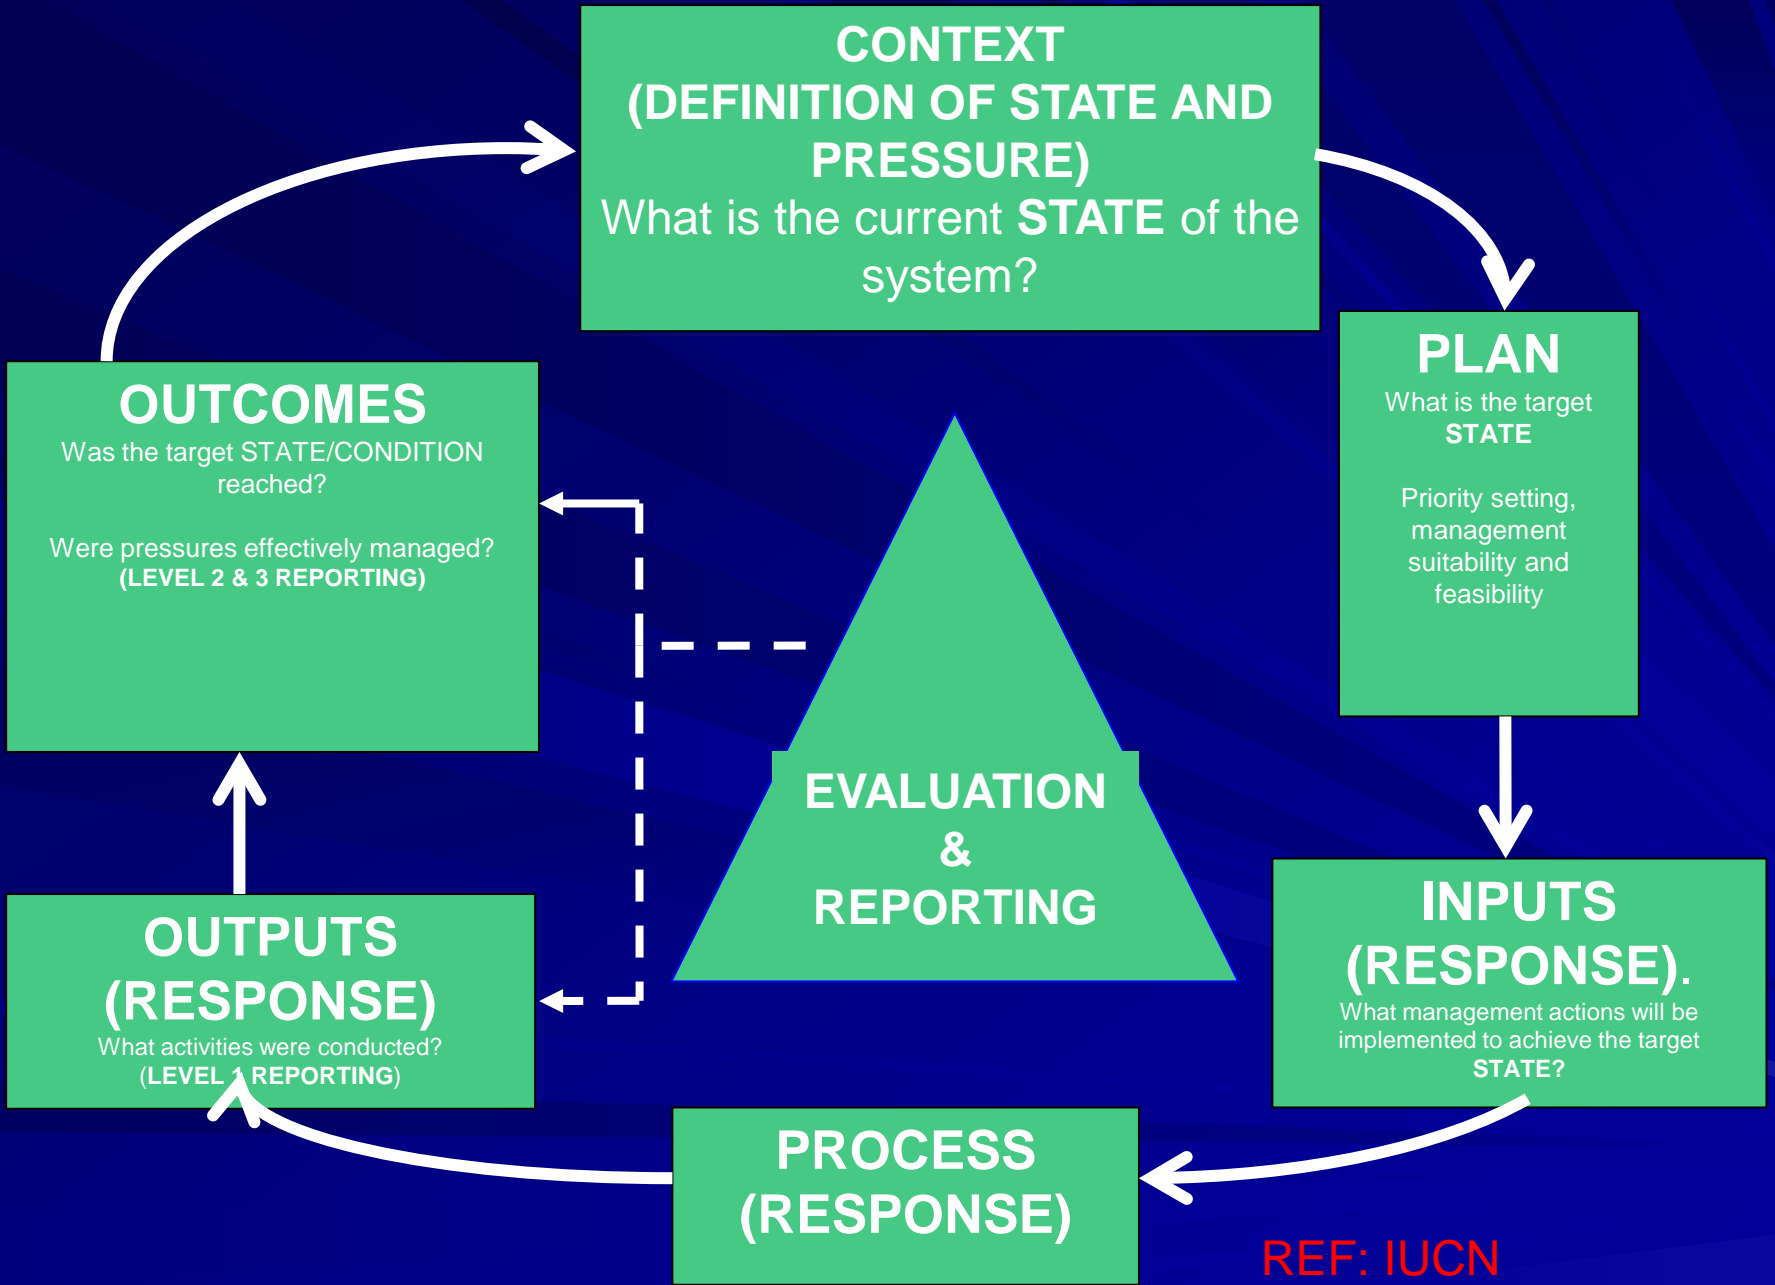 CONTEXT
(DEFINITION OF STATE AND
PRESSURE)
What is the current STATE of the
system?
PLAN
What is the target
STATE
Priority setting,
management
suitability and
feasibility
INPUTS
(RESPONSE).
What management actions will be
implemented to achieve the target
STATE?
PROCESS
(RESPONSE)
OUTPUTS
(RESPONSE)
What activities were conducted?
(LEVEL 1 REPORTING)
OUTCOMES
Was the target STATE/CONDITION
reached?
Were pressures effectively managed?
(LEVEL 2 & 3 REPORTING)
EVALUATION
&
REPORTING
REF: IUCN